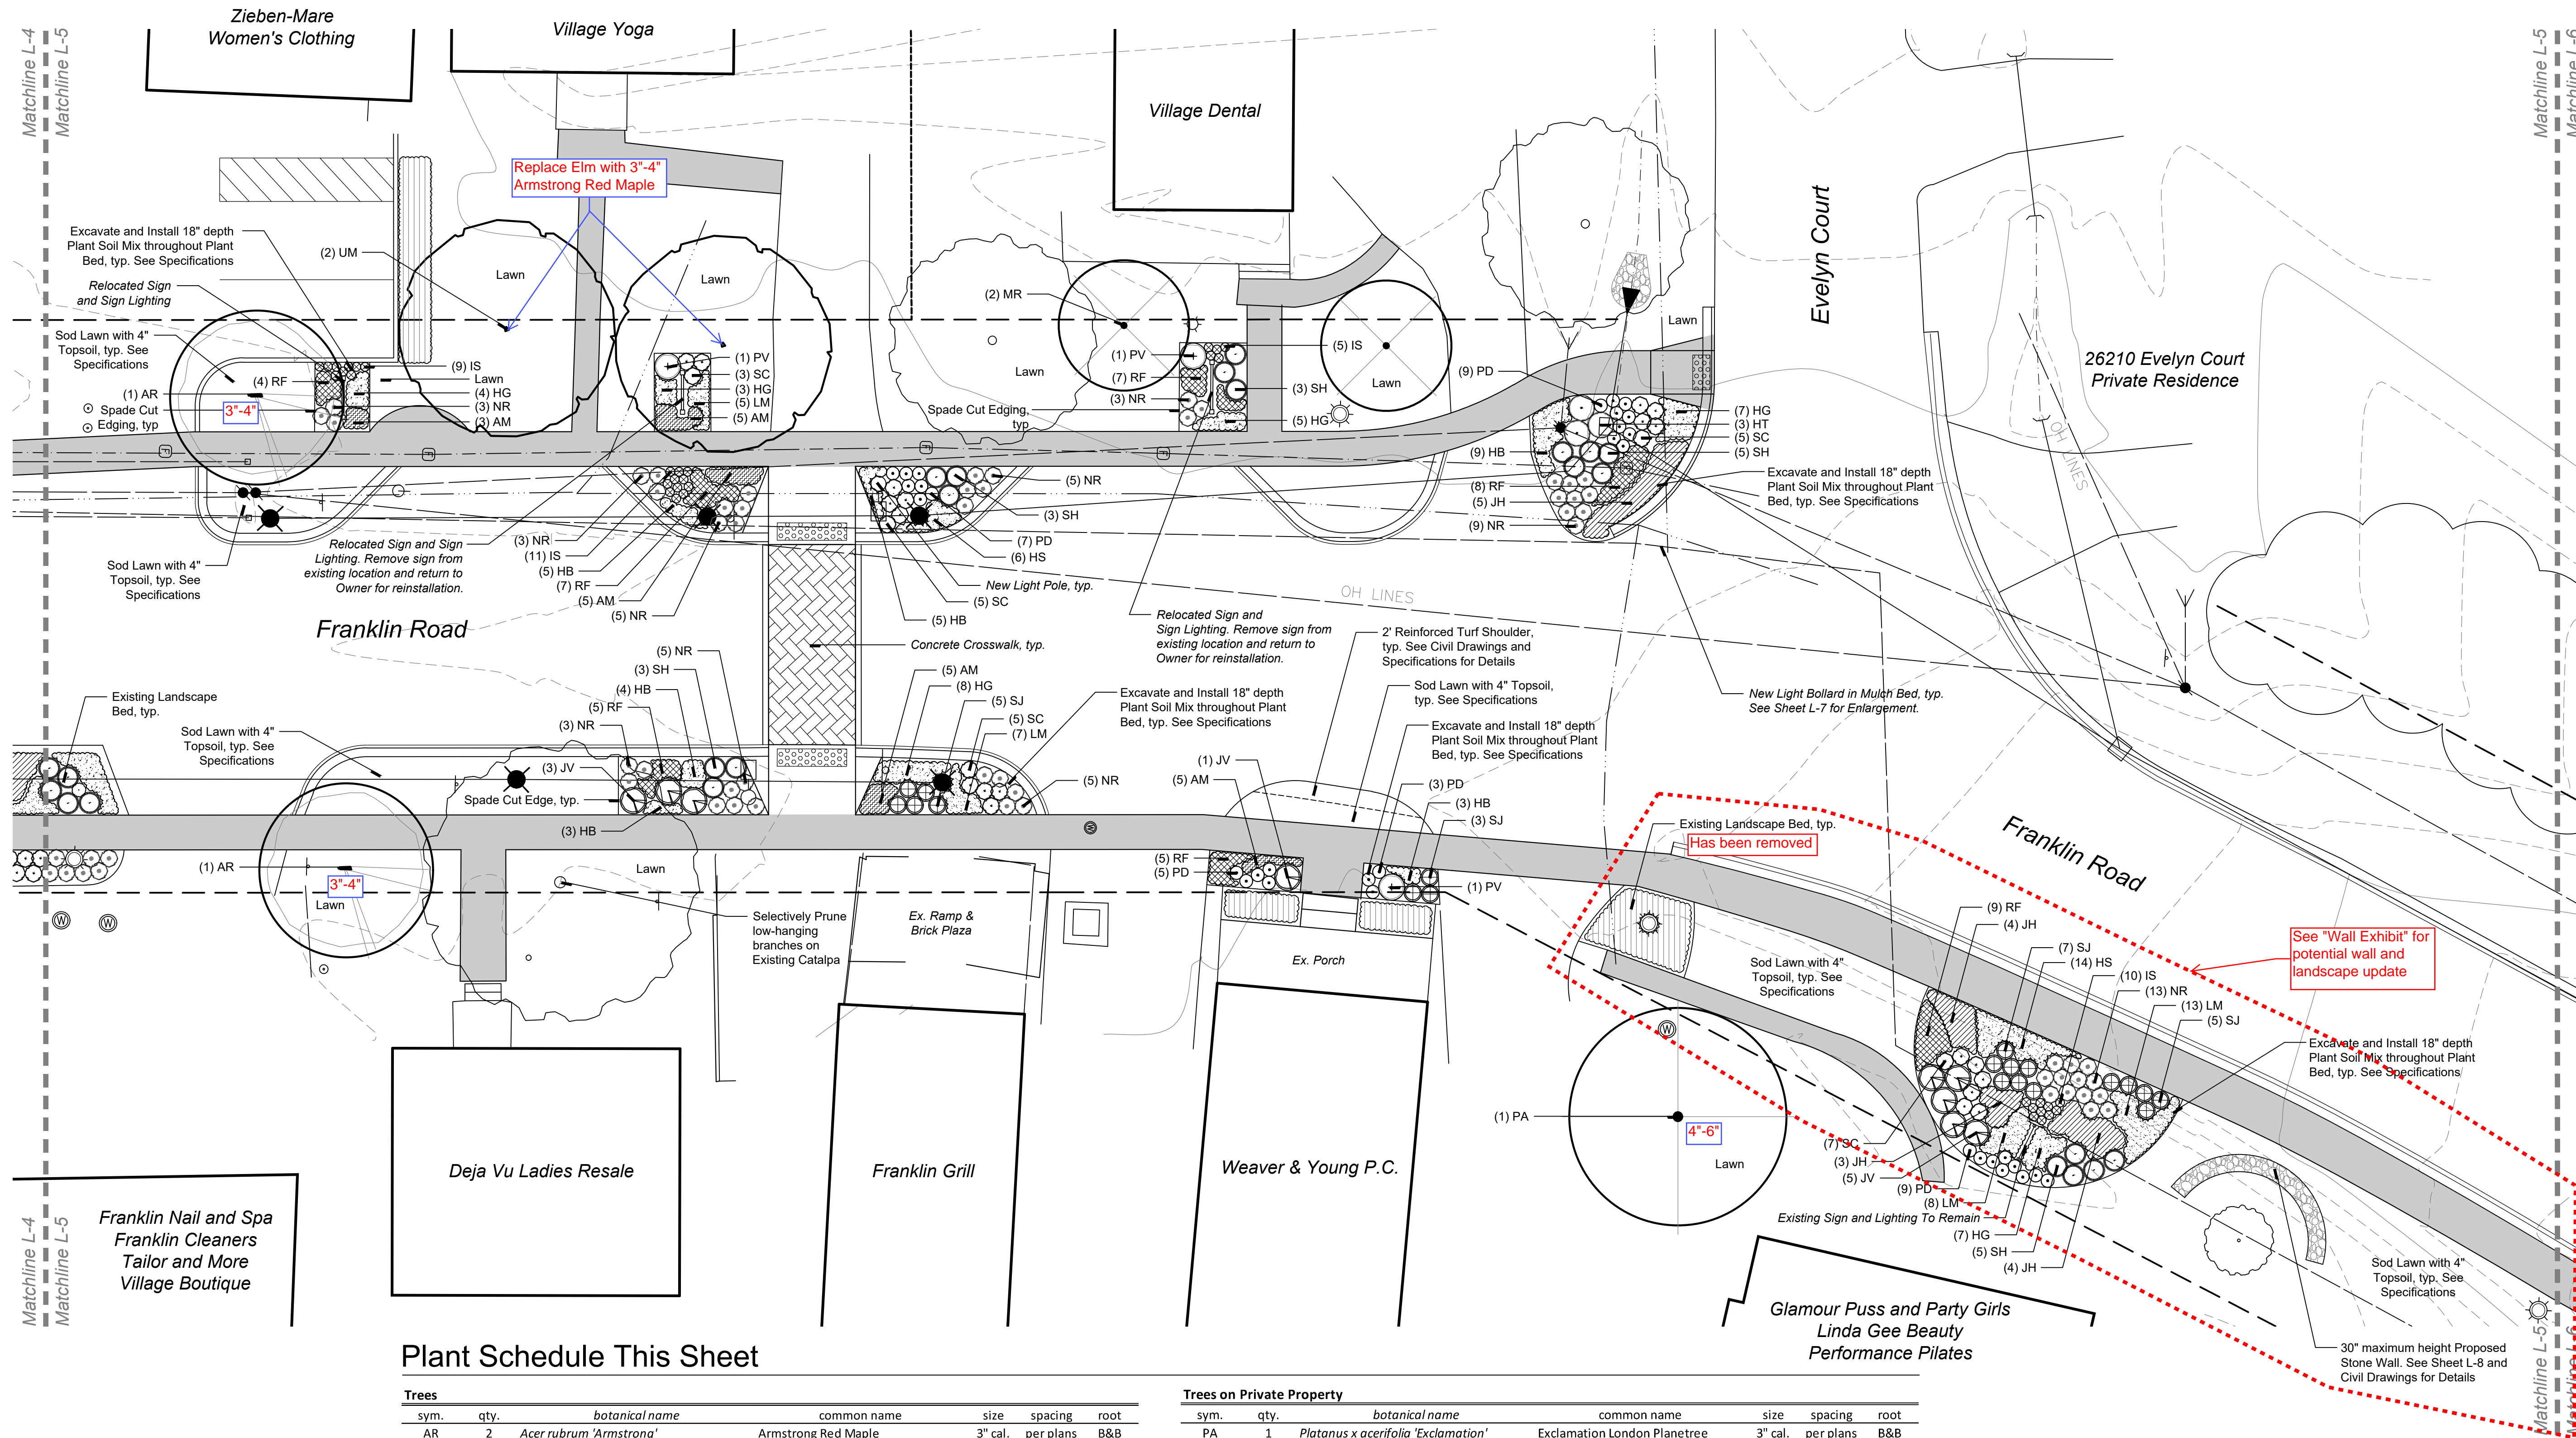 Zieben-Mare
Women's Clothing
Village Yoga
Village Dental
Matchline L-4
Matchline L-5
Matchline L-5
Replace Elm with 3"-4"
Armstrong Red Maple
Evelyn Court
Excavate and Install 18" depth
Plant Soil Mix throughout Plant
Bed, typ. See Specifications
(2) UM
Lawn
Lawn
Relocated Sign
and Sign Lighting
(2) MR
Lawn
Sod Lawn with 4"
Topsoil, typ. See
Specifications
(1) AR
3"-4"
Spade Cut
Edging, typ
(4) RF
(9) IS
Lawn
(4) HG
(3) NR
(3) AM
(1) PV
(3) SC
(3) HG
(5) LM
(5) AM
Lawn
Spade Cut Edging,
typ
(1) PV
(7) RF
(3) NR
(5) IS
(3) SH
(5) HG
Lawn
(9) PD
(9) HB
(8) RF
(5) JH
(9) NR
(7) HG
(3) HT
(5) SC
(5) SH
Excavate and Install 18" depth
Plant Soil Mix throughout Plant
Bed, typ. See Specifications
26210 Evelyn Court
Private Residence
OH LINES
F
F
F
F
Sod Lawn with 4"
Topsoil, typ. See
Specifications
Relocated Sign and Sign
Lighting. Remove sign from
existing location and return to
Owner for reinstallation.
(3) NR
(11) IS
(5) HB
(7) RF
(5) AM
(5) NR
(5) NR
(3) SH
(7) PD
(6) HS
New Light Pole, typ.
(5) SC
(5) HB
OH LINES
Relocated Sign and
Sign Lighting. Remove sign from
existing location and return to
Owner for reinstallation.
Franklin Road
Concrete Crosswalk, typ.
2' Reinforced Turf Shoulder,
typ. See Civil Drawings and
Specifications for Details
Sod Lawn with 4" Topsoil,
typ. See Specifications
New Light Bollard in Mulch Bed, typ.
See Sheet L-7 for Enlargement.
Existing Landscape
Bed, typ.
Sod Lawn with 4"
Topsoil, typ. See
Specifications
(5) NR
(3) SH
(4) HB
(5) RF
(3) NR
(3) JV
Spade Cut Edge, typ.
(3) HB
(5) AM
(8) HG
(5) SJ
(5) SC
(7) LM
(5) NR
Excavate and Install 18" depth
Plant Soil Mix throughout Plant
Bed, typ. See Specifications
Excavate and Install 18" depth
Plant Soil Mix throughout Plant
Bed, typ. See Specifications
(1) JV
(5) AM
(3) PD
(3) HB
(3) SJ
(5) RF
(5) PD
(1) PV
W
Existing Landscape Bed, typ.
Has been removed
Franklin Road
(1) AR
3"-4"
Lawn
Lawn
W
W
Selectively Prune
low-hanging
branches on
Existing Catalpa
Ex. Ramp &
Brick Plaza
Ex. Porch
Sod Lawn with 4"
Topsoil, typ. See
Specifications
(9) RF
(4) JH
(7) SJ
(14) HS
(10) IS
(13) NR
(13) LM
(5) SJ
See "Wall Exhibit" for
potential wall and
landscape update
Excavate and Install 18" depth
Plant Soil Mix throughout Plant
Bed, typ. See Specifications
W
(1) PA
4"-6"
Lawn
(7) SC
(3) JH
(5) JV
(9) PD
(8) LM
Existing Sign and Lighting To Remain
(7) HG
(5) SH
(4) JH
Deja Vu Ladies Resale
Franklin Grill
Weaver & Young P.C.
Franklin Nail and Spa
Franklin Cleaners
Tailor and More
Village Boutique
Glamour Puss and Party Girls
Linda Gee Beauty
Performance Pilates
Sod Lawn with 4"
Topsoil, typ. See
Specifications
30" maximum height Proposed
Stone Wall. See Sheet L-8 and
Civil Drawings for Details
Matchline L-4
Matchline L-5
Matchline L-5
Plant Schedule This Sheet
Trees
sym. qty. botanical name common name size spacing root
AR 2 Acer rubrum 'Armstrong' Armstrong Red Maple 3" cal. per plans B&B
Trees on Private Property
sym. qty. botanical name common name size spacing root
PA 1 Platanus x acerifolia 'Exclamation' Exclamation London Planetree 3" cal. per plans B&B